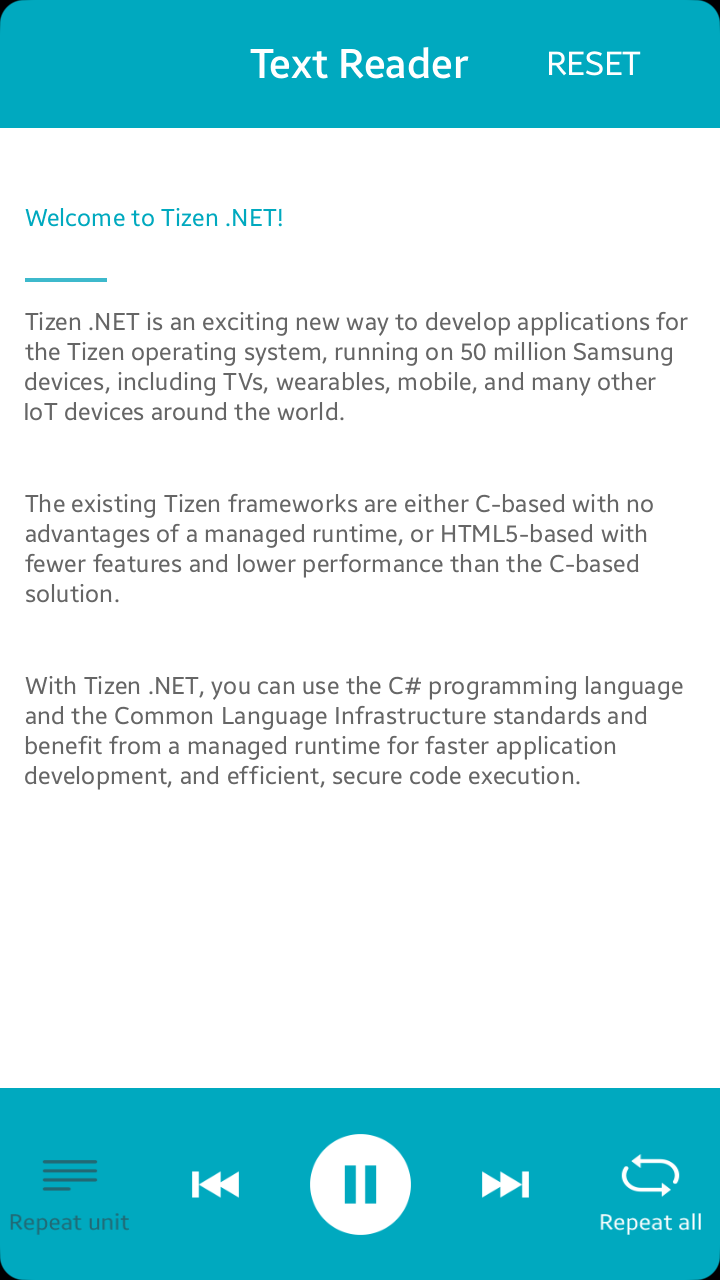 Text Reader
RESET
Welcome to Tizen .NET!
Tizen .NET is an exciting new way to develop applications for
the Tizen operating system, running on 50 million Samsung
devices, including TVs, wearables, mobile, and many other
IoT devices around the world.
The existing Tizen frameworks are either C-based with no
advantages of a managed runtime, or HTML5-based with
fewer features and lower performance than the C-based
solution.
With Tizen .NET, you can use the C# programming language
and the Common Language Infrastructure standards and
benefit from a managed runtime for faster application
development, and efficient, secure code execution.
Repeat unit
Repeat all